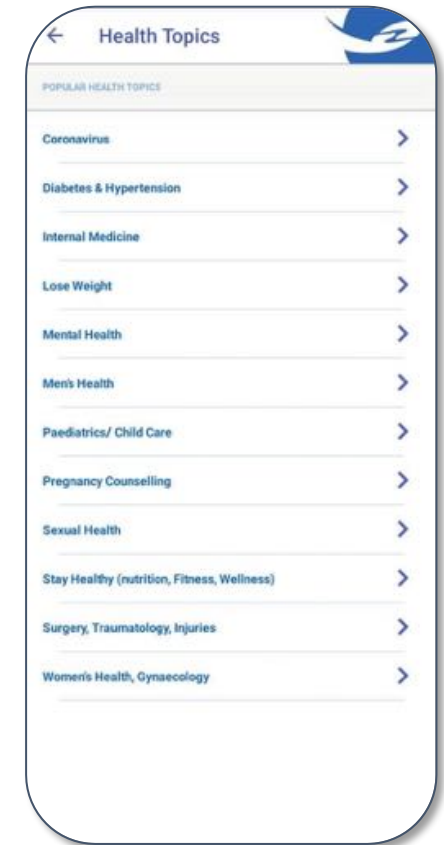 Health Topics
POPULAR HEALTH TOPICS
Coronavirus
Diabetes & Hypertension
Internal Medicine
Lose Weight
Mental Health
Men's Health
Paediatrics/ Child Care
Pregnancy Counselling
Sexual Health
Stay Healthy (nutrition, Fitness, Wellness)
Surgery, Traumatology, Injuries
Women's Health, Gynaecology